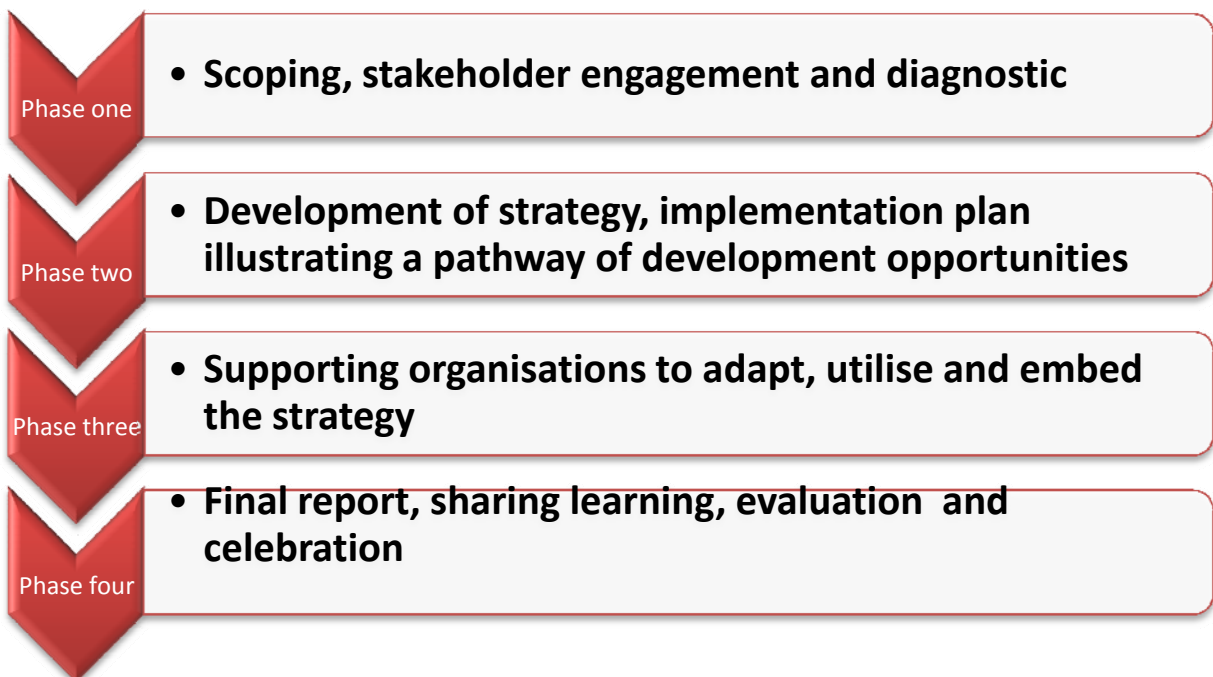 Phase one
• Scoping, stakeholder engagement and diagnostic
Phase two
• Development of strategy, implementation plan
illustrating a pathway of development opportunities
Phase three
• Supporting organisations to adapt, utilise and embed
the strategy
Phase four
• Final report, sharing learning, evaluation  and
celebration